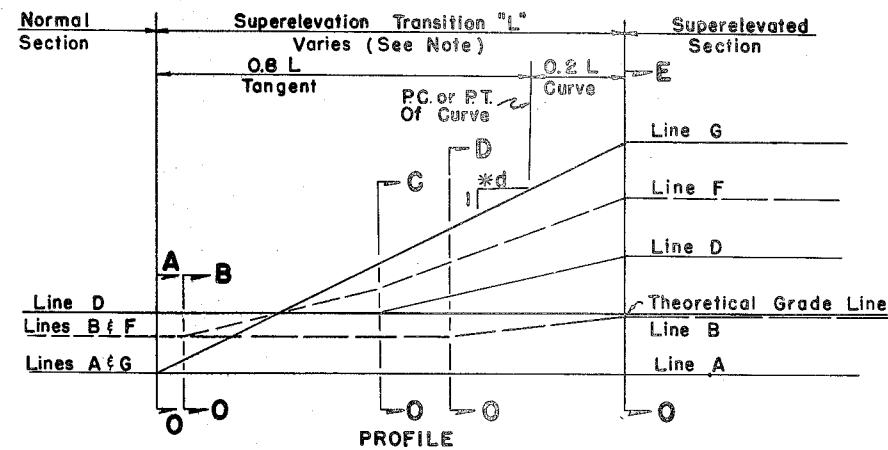 Normal
Section
Superelevation Transition "L"
Varies (See Note)
Superelevated
Section
0.8 L
Tangent
0.2 L
Curve
E
P.C. or P.T.
Of Curve
D
Line G
*d
1
C
Line F
A
B
Line D
Line D
Theoretical Grade Line
Lines B & F
Line B
Lines A & G
Line A
O
O
O
O
O
PROFILE